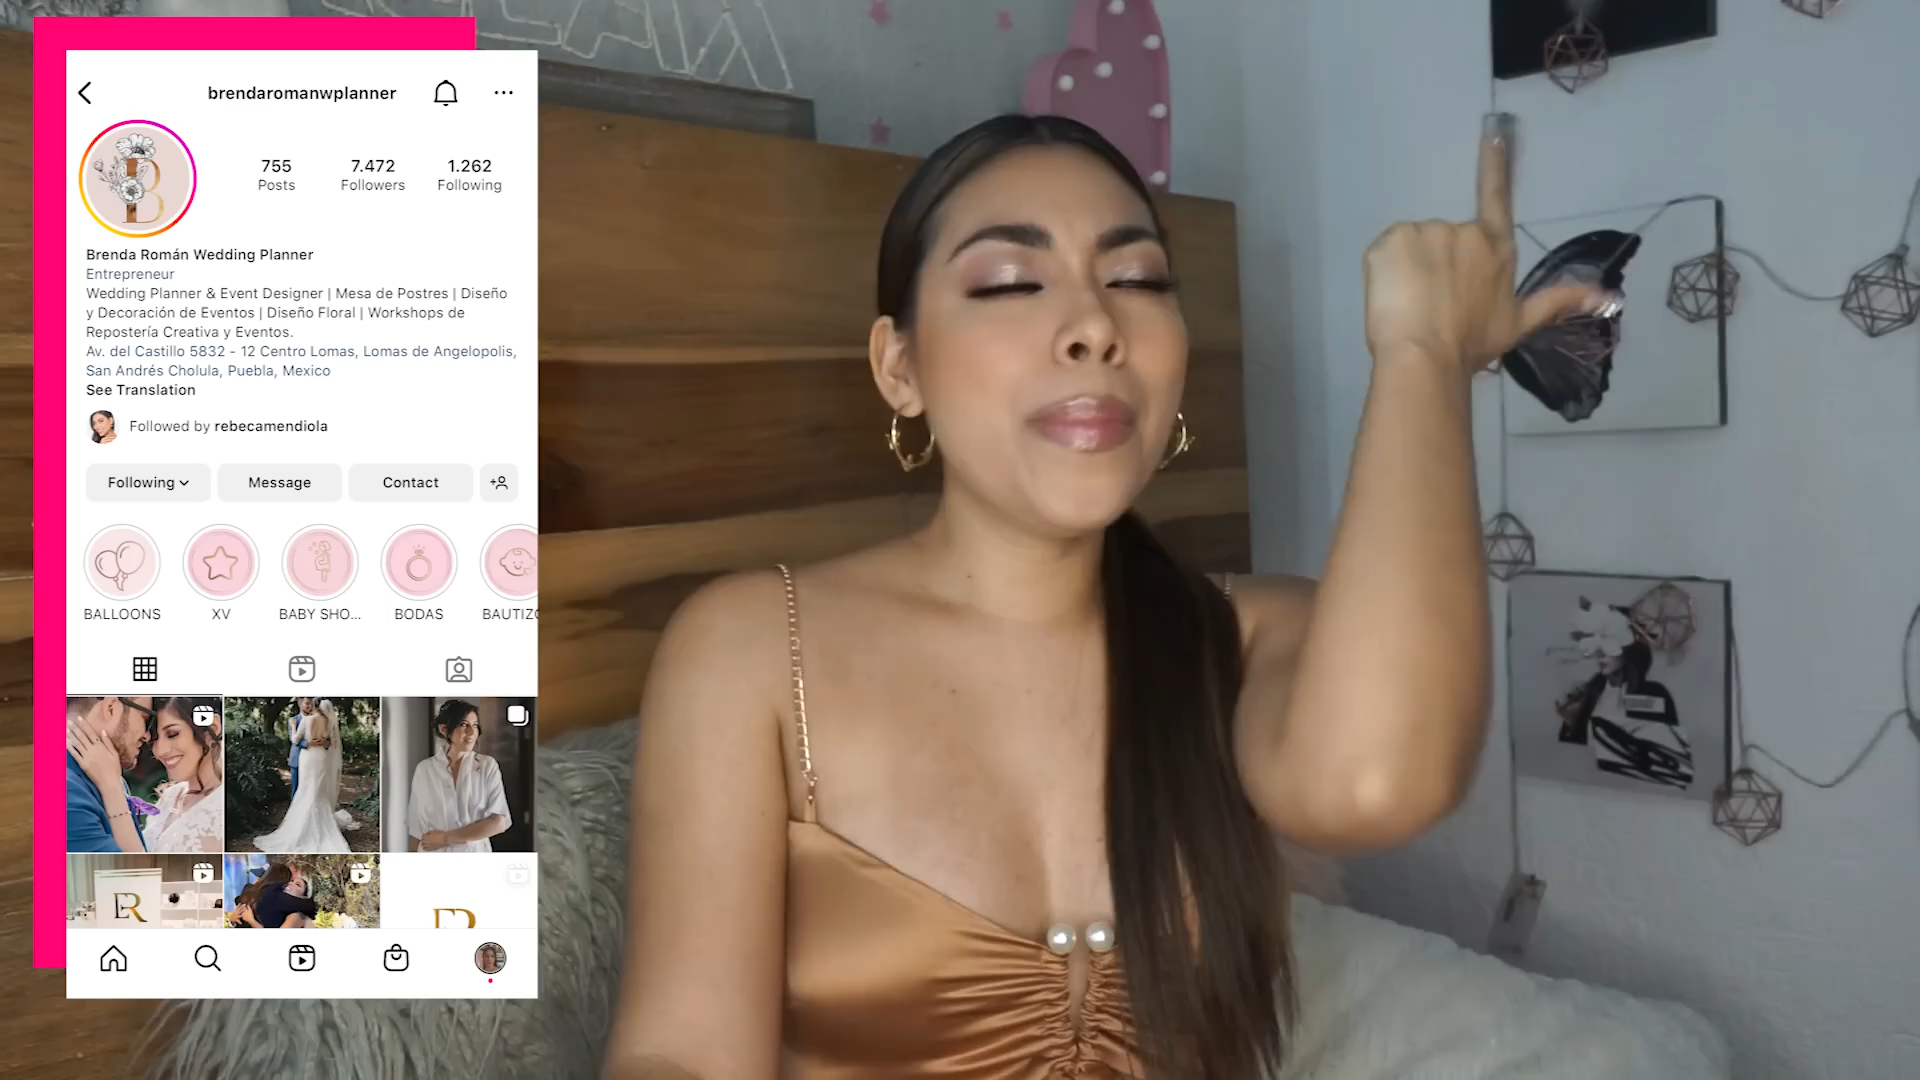 brendaromanwplanner
755
7.472
1.262
Posts
Followers
Following
Brenda Román Wedding Planner
Entrepreneur
Wedding Planner & Event Designer | Mesa de Postres | Diseño
y Decoración de Eventos | Diseño Floral | Workshops de
Repostería Creativa y Eventos.
Av. del Castillo 5832 - 12 Centro Lomas, Lomas de Angelopolis,
San Andrés Cholula, Puebla, Mexico
See Translation
Followed by rebecamendiola
Following
Message
Contact
BALLOONS
XV
BABY SHO...
BODAS
BAUTIZO